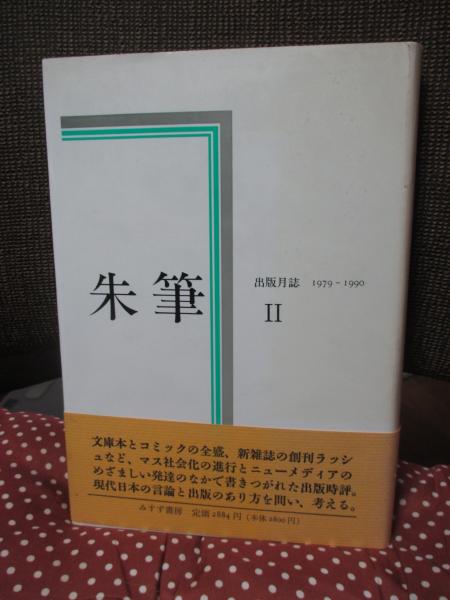 朱筆
出版月誌 1979-1990
II
文庫本とコミックの全盛、新雑誌の創刊ラッシ
ュなど、マス社会化の進行とニューメディアの
めざましい発達のなかで書きつがれた出版時評。
現代日本の言論と出版のあり方を問い、考える。
みすず書房 定価2884円(本体2800円)